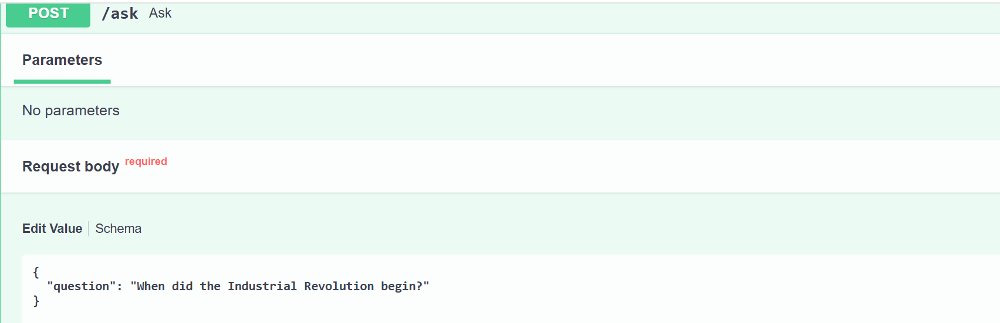 POST /ask Ask
Parameters
No parameters
Request body required
Edit Value Schema
{
"question": "When did the Industrial Revolution begin?"
}